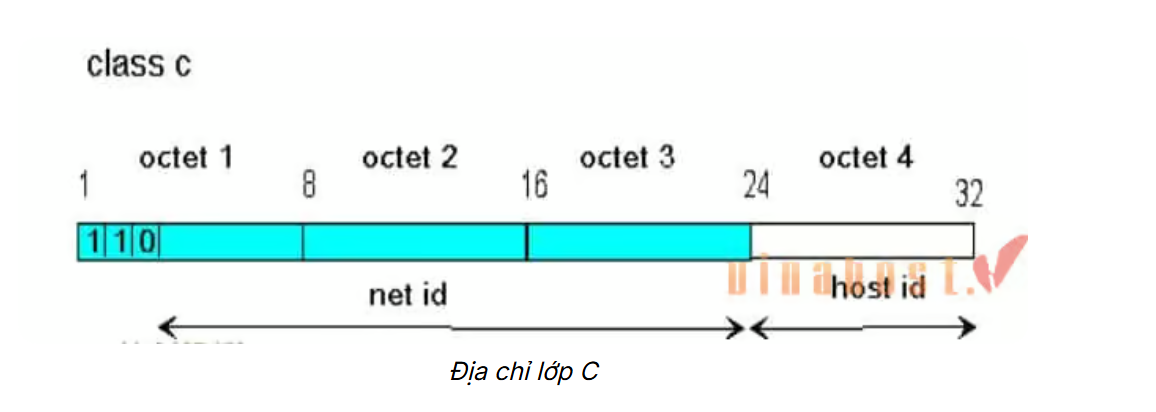 class c
octet 1 octet 2 octet 3 octet 4
1 8 16 24 32
1 1 0
vinahost.
net id host id
Địa chỉ lớp C